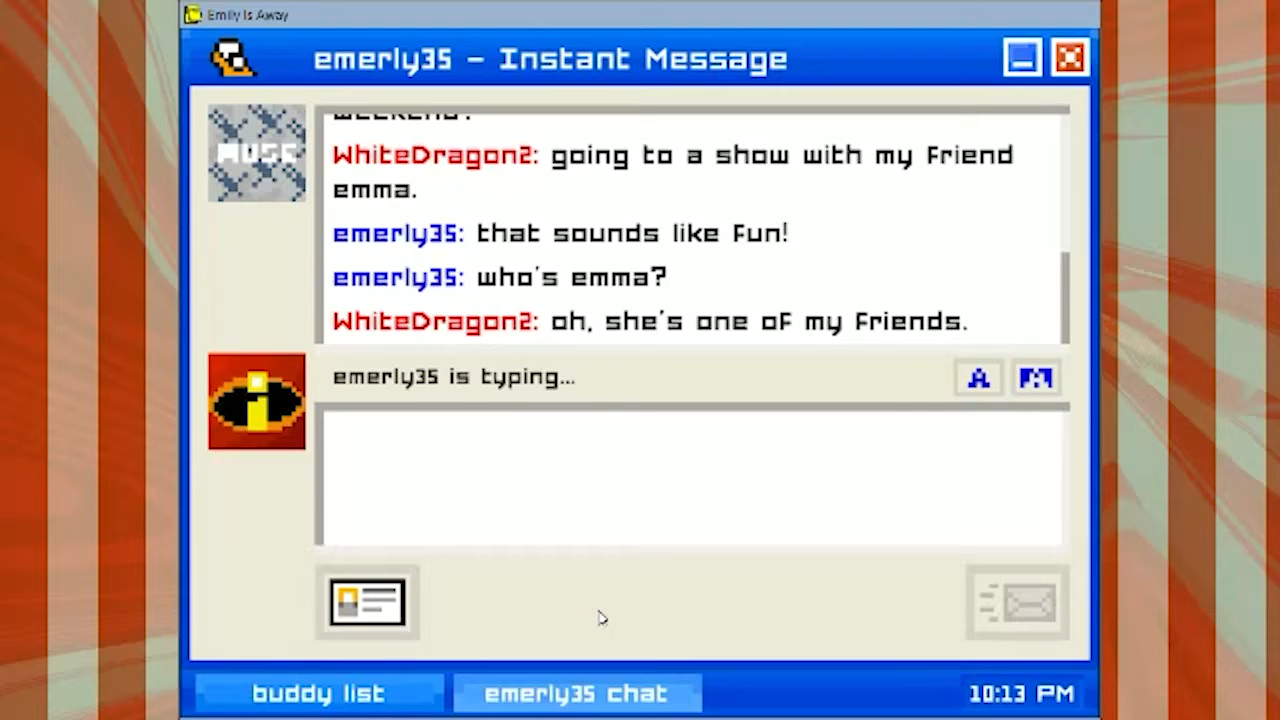 Emily Is Away
emerly35 - Instant Message
MUSE
weekend?
WhiteDragon2: going to a show with my friend
emma.
emerly35: that sounds like fun!
emerly35: who's emma?
WhiteDragon2: oh, she's one of my friends.
emerly35 is typing...
A
buddy list
emerly35 chat
10:13 PM